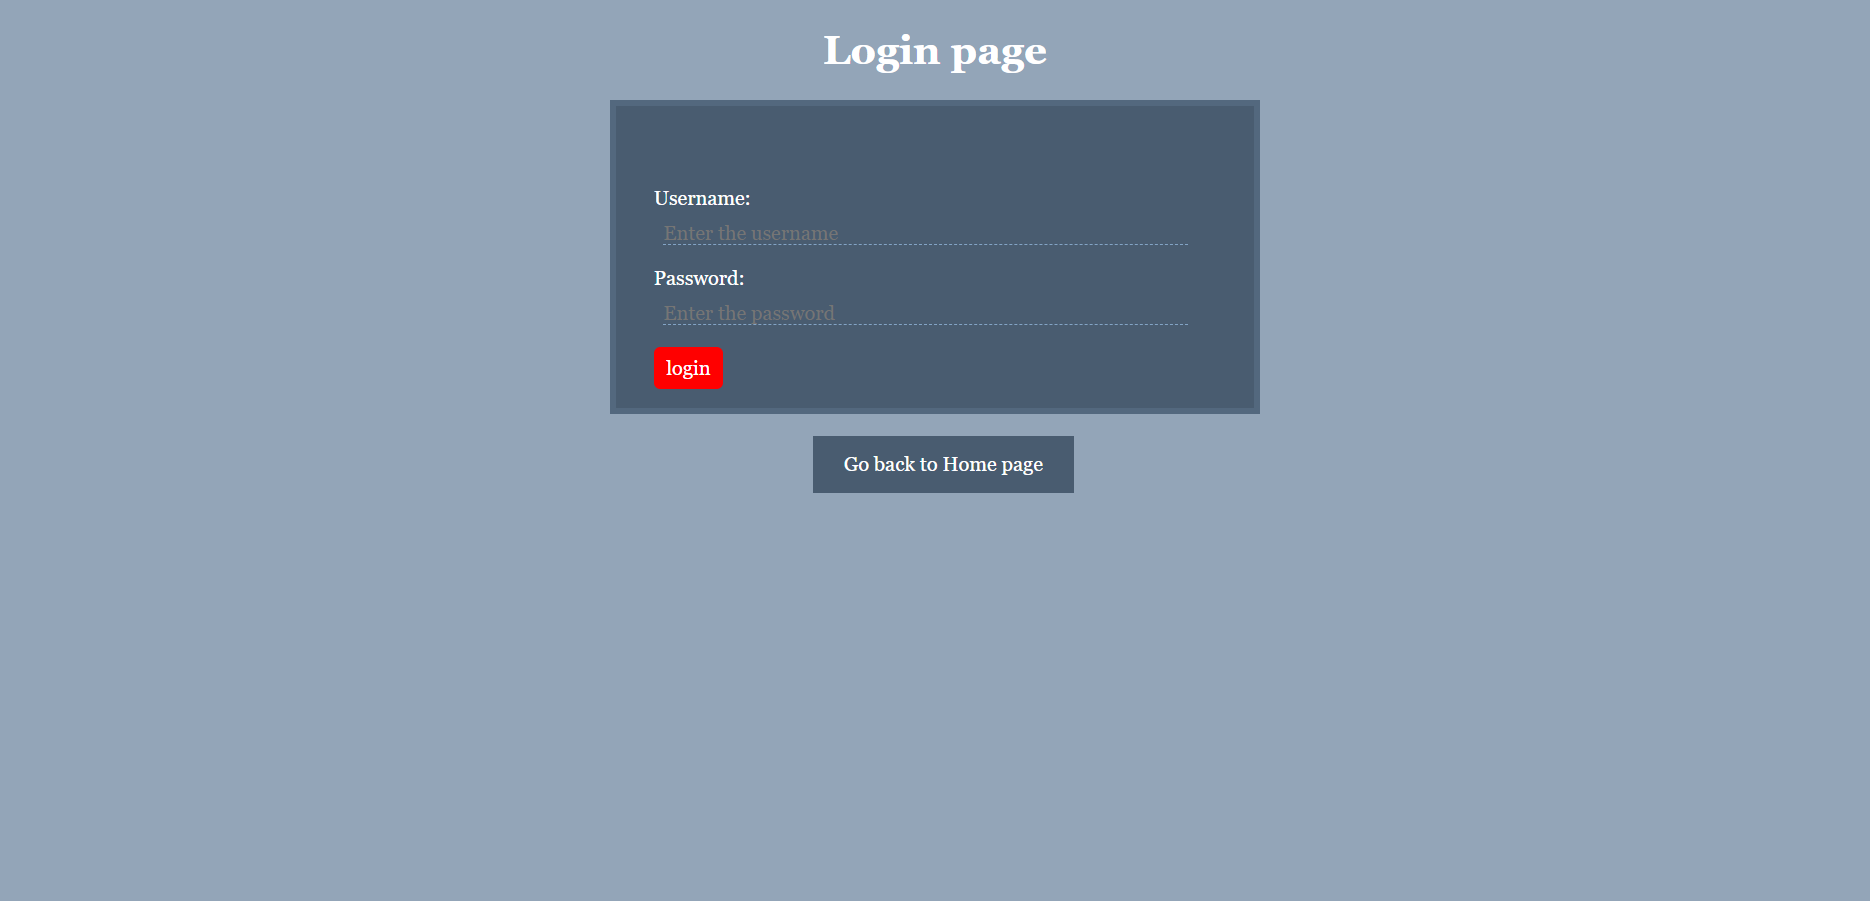 Login page
Username:
Enter the username
Password:
Enter the password
login
Go back to Home page